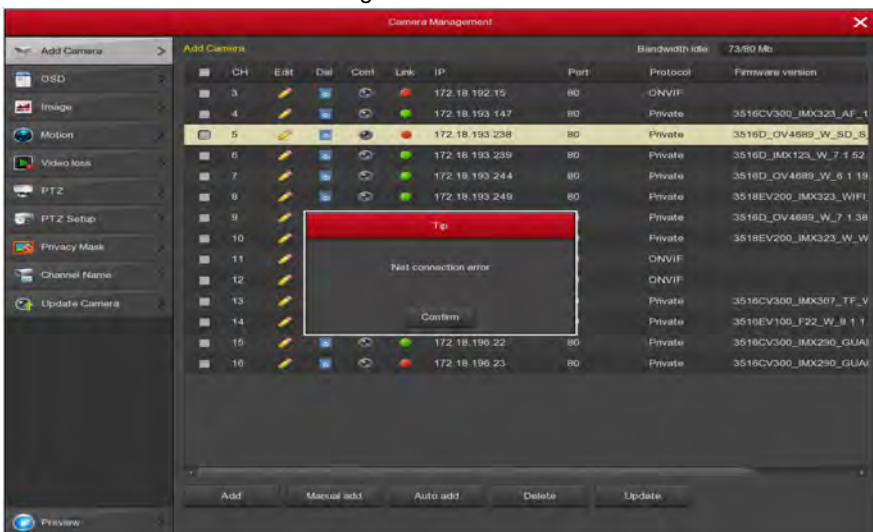 Camera Management
Add Camera >
OSD
Image
Motion
Video loss
PTZ
PTZ Setup
Privacy Mask
Channel Name
Update Camera
Preview
Add Camera Bandwidth idle 73/80 Mb
CH Edit Del Conf Link IP Port Protocol Firmware version
3 172.18.192.15 80 ONVIF
4 172.18.193.147 80 Private 3516CV300_IMX323_AF_1
5 172.18.193.238 80 Private 3516D_OV4689_W_SD_S
6 172.18.193.239 80 Private 3516D_IMX123_W_7.1.52
7 172.18.193.244 80 Private 3516D_OV4689_W_6.1.19
8 172.18.193.249 80 Private 3518EV200_IMX323_WIFI_
9 Private 3516D_OV4689_W_7.1.38
10 Private 3518EV200_IMX323_W_W
11 ONVIF
12 ONVIF
13 Private 3516CV300_IMX307_TF_V
14 Private 3516EV100_F22_W_8.1.1
15 172.18.196.22 80 Private 3516CV300_IMX290_GUAI
16 172.18.196.23 80 Private 3516CV300_IMX290_GUAI
Tip
Net connection error
Confirm
Add Manual add Auto add Delete Update